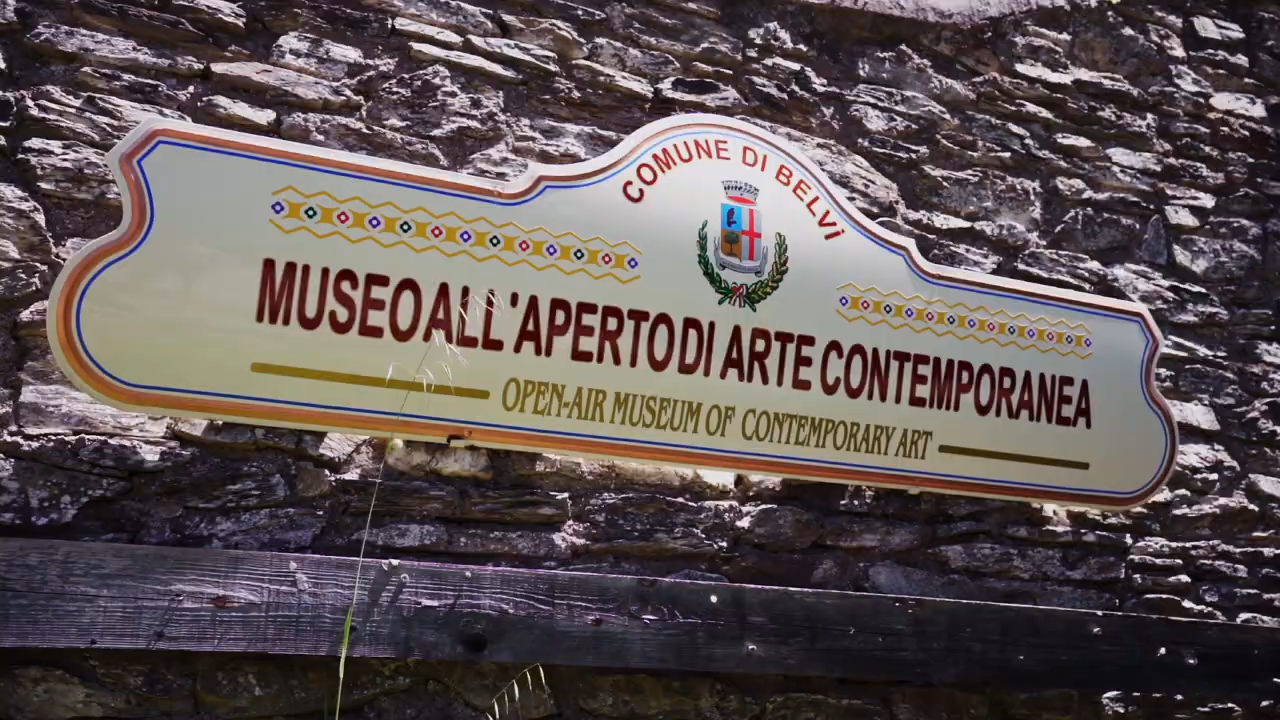 COMUNE DI BELVì
MUSEO ALL'APERTO DI ARTE CONTEMPORANEA
OPEN-AIR MUSEUM OF CONTEMPORARY ART